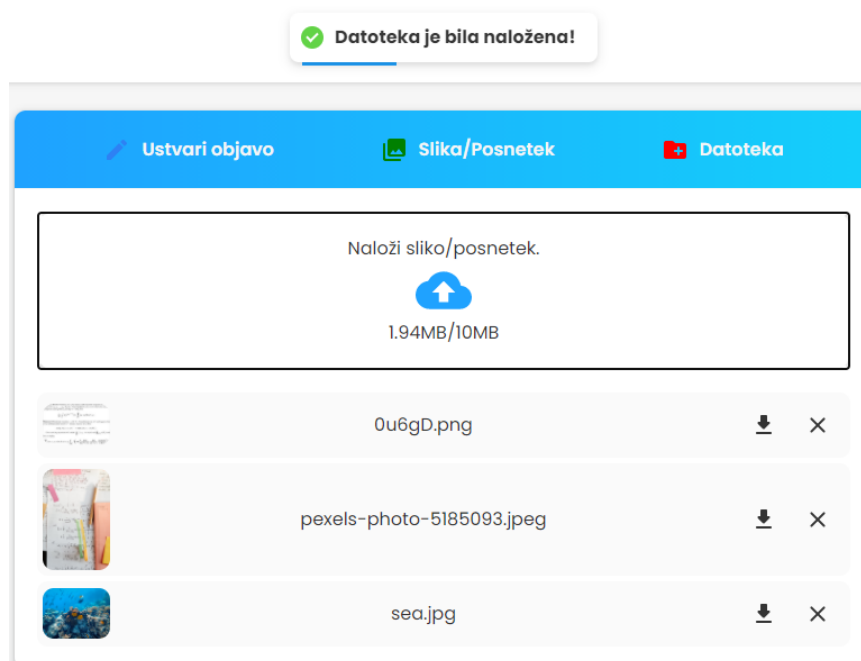 Datoteka je bila naložena!
Ustvari objavo
Slika/Posnetek
Datoteka
Naloži sliko/posnetek.
1.94MB/10MB
0u6gD.png
pexels-photo-5185093.jpeg
sea.jpg